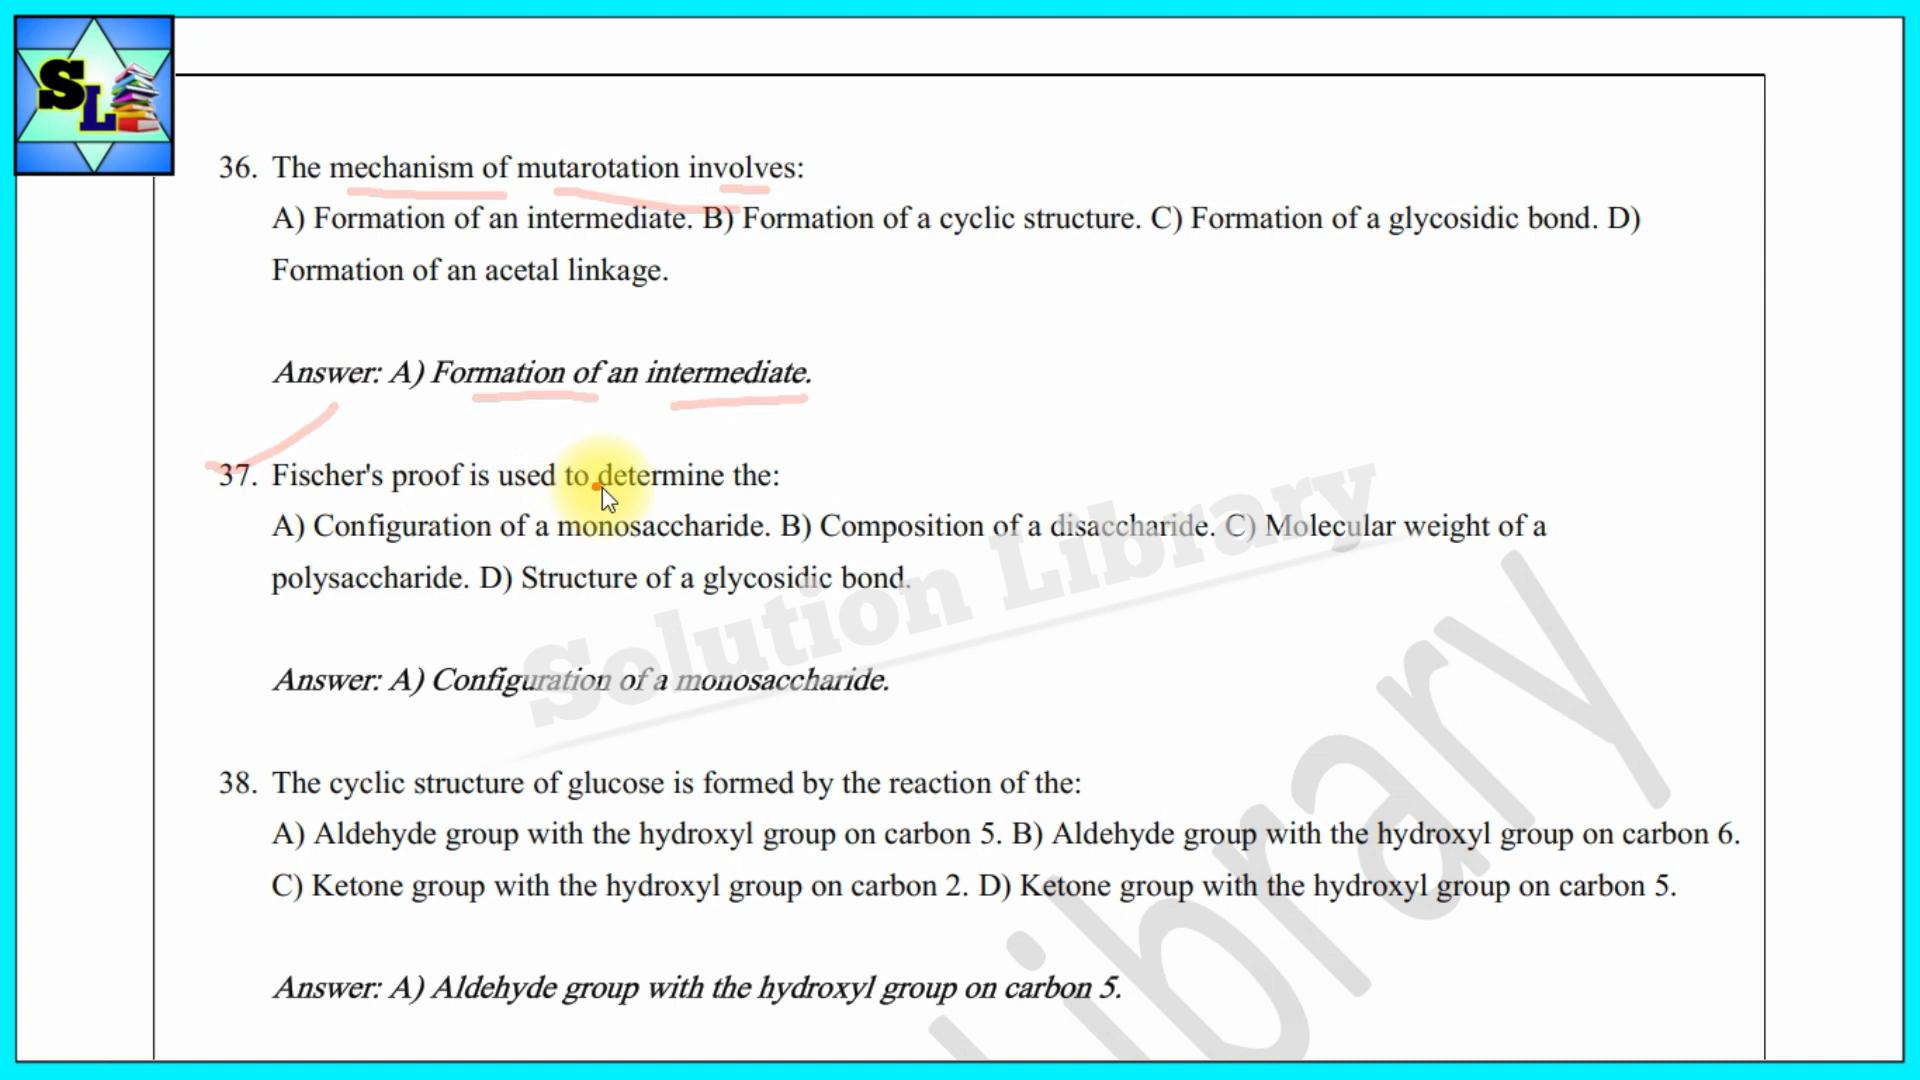 SL
36. The mechanism of mutarotation involves:
A) Formation of an intermediate. B) Formation of a cyclic structure. C) Formation of a glycosidic bond. D)
Formation of an acetal linkage.
Answer: A) Formation of an intermediate.
37. Fischer's proof is used to determine the:
A) Configuration of a monosaccharide. B) Composition of a disaccharide. C) Molecular weight of a
polysaccharide. D) Structure of a glycosidic bond.
Answer: A) Configuration of a monosaccharide.
38. The cyclic structure of glucose is formed by the reaction of the:
A) Aldehyde group with the hydroxyl group on carbon 5. B) Aldehyde group with the hydroxyl group on carbon 6.
C) Ketone group with the hydroxyl group on carbon 2. D) Ketone group with the hydroxyl group on carbon 5.
Answer: A) Aldehyde group with the hydroxyl group on carbon 5.
Solution Library
Library